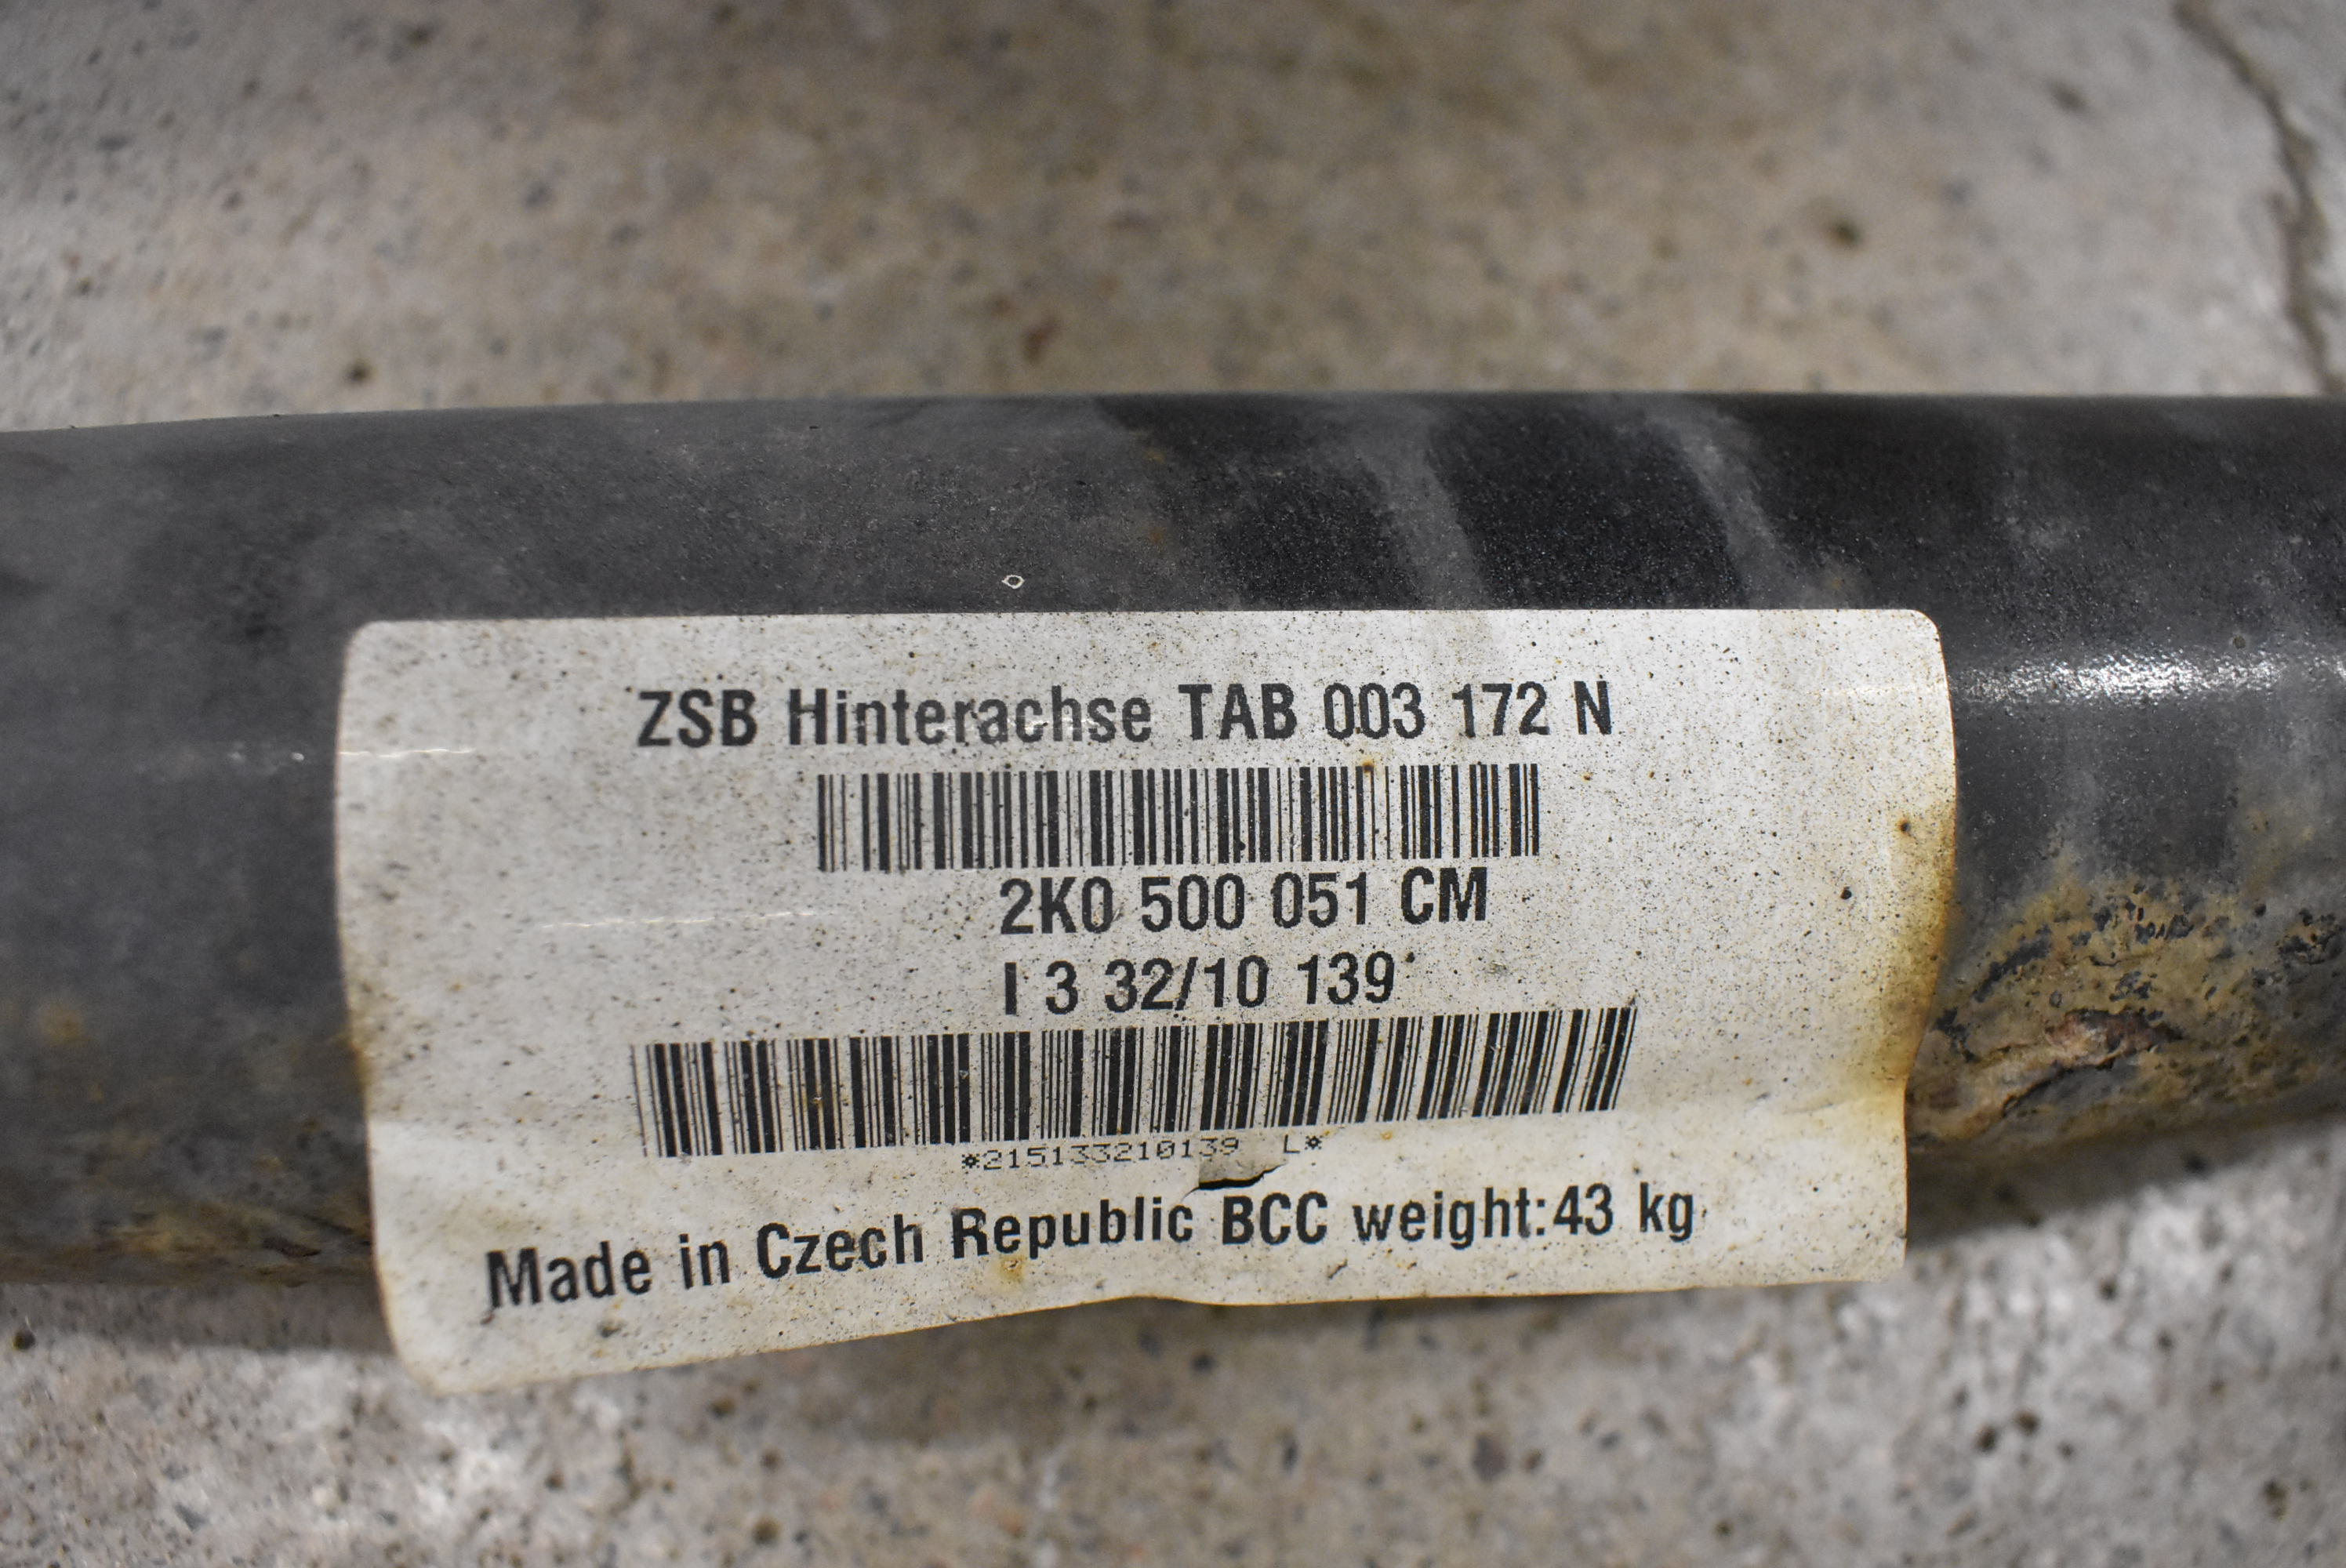 ZSB Hinterachse TAB 003 172 N
2K0 500 051 CM
I 3 32/10 139
*215133210139 L*
Made in Czech Republic BCC weight:43 kg